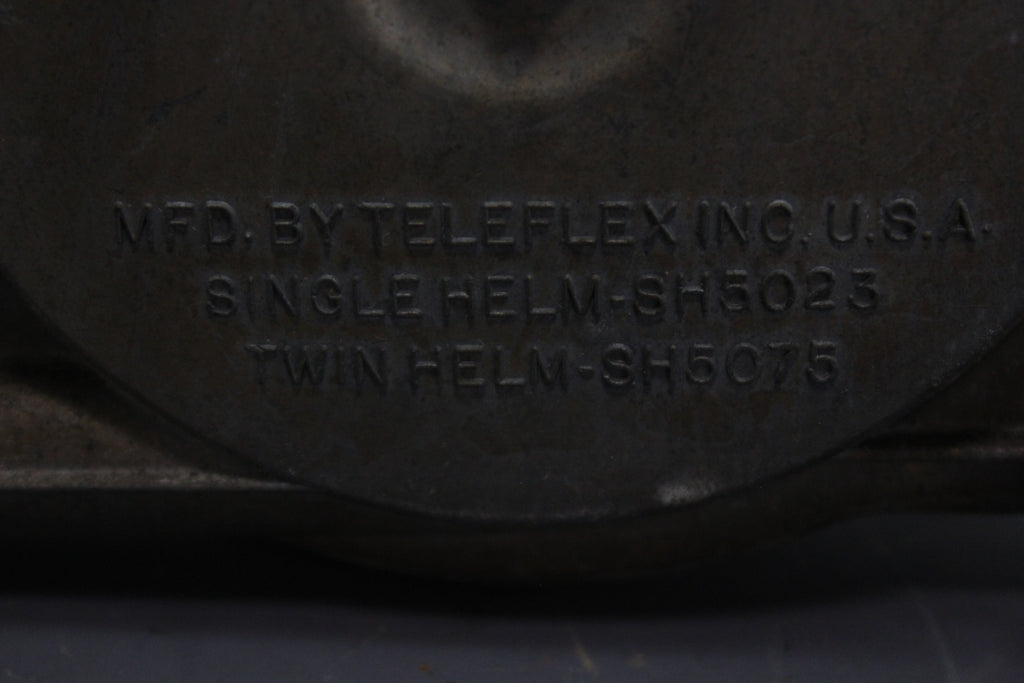 MFD. BY TELEFLEX INC. U.S.A.
SINGLE HELM-SH5023
TWIN HELM-SH5075